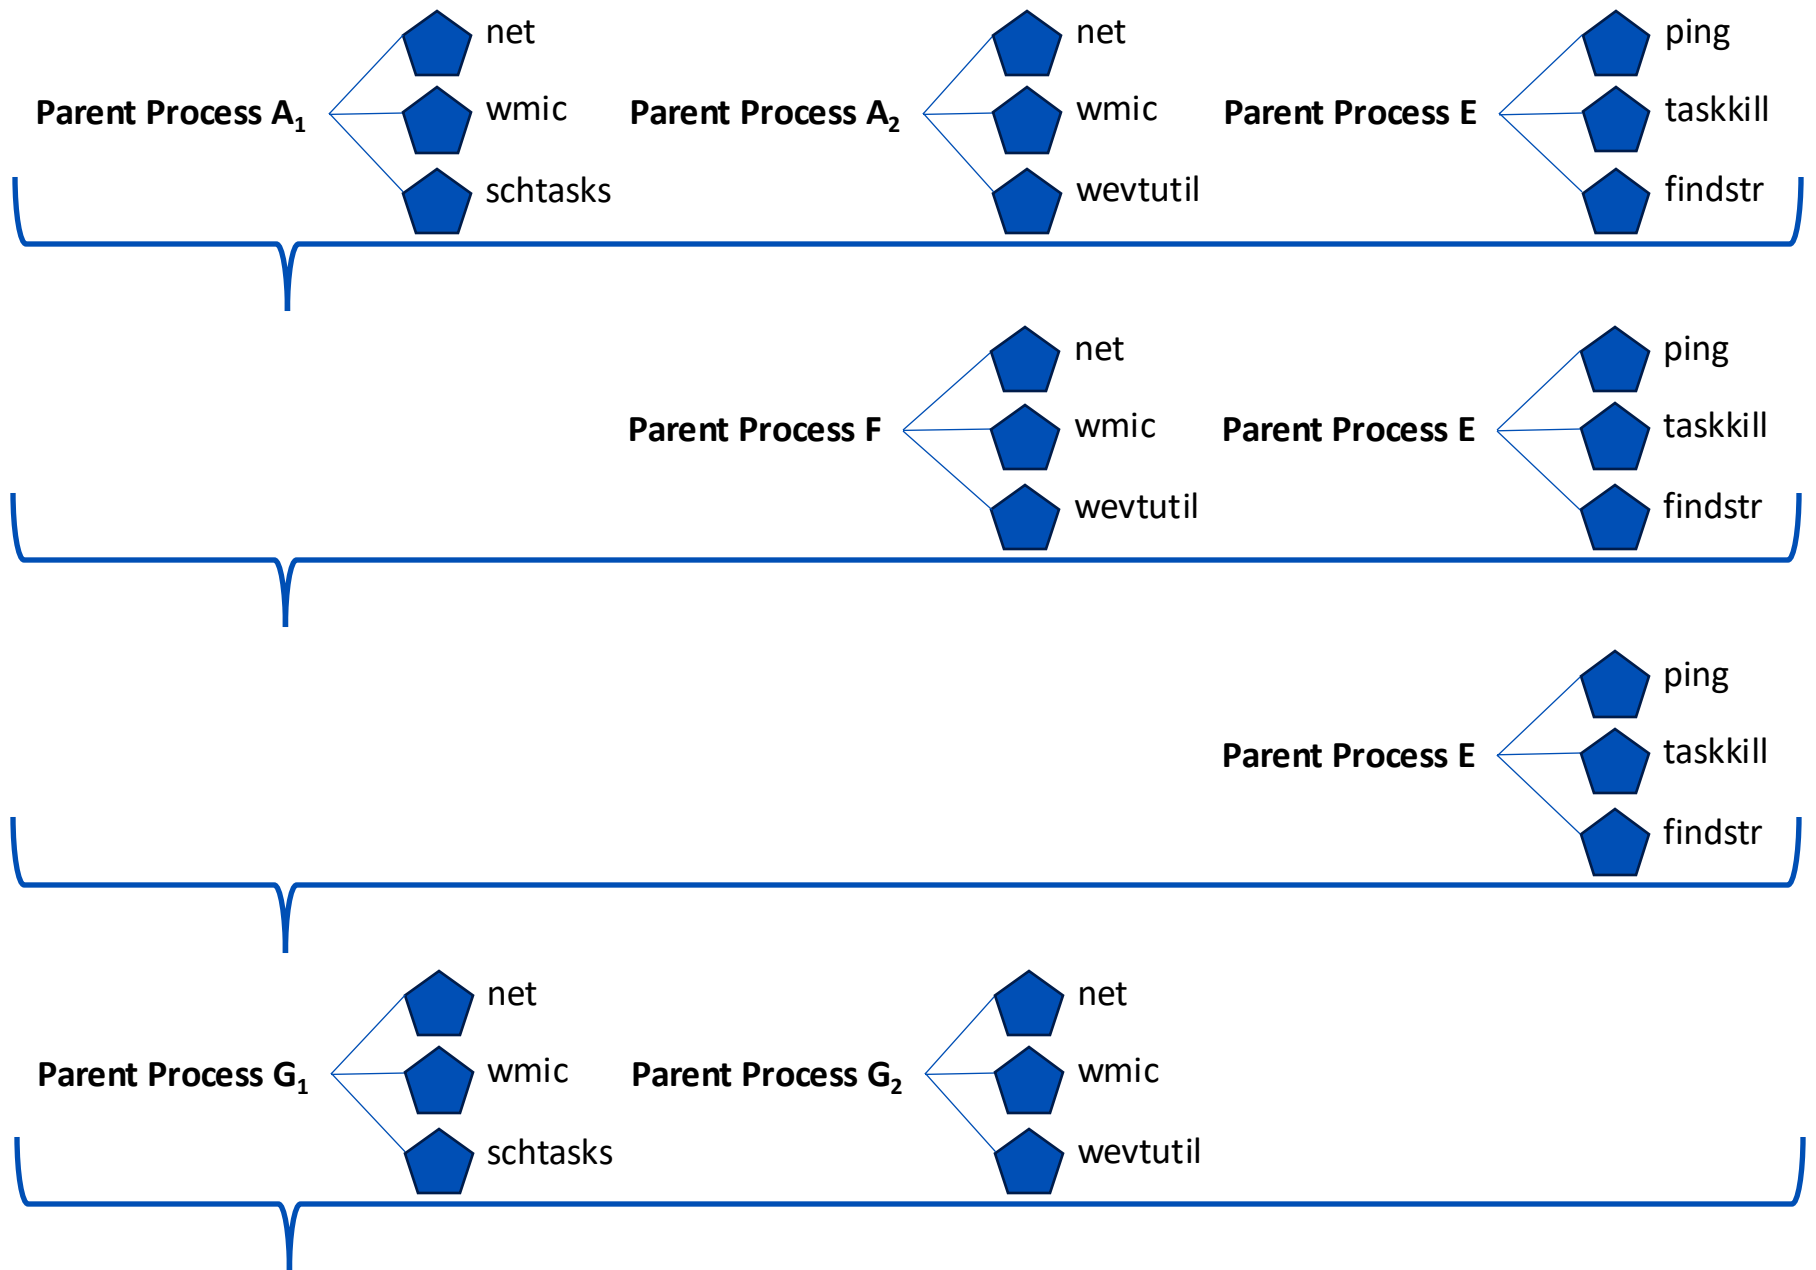 net
wmic
schtasks
Parent Process A₁
net
wmic
wevtutil
Parent Process A₂
ping
taskkill
findstr
Parent Process E
net
wmic
wevtutil
Parent Process F
ping
taskkill
findstr
Parent Process E
ping
taskkill
findstr
Parent Process E
net
wmic
schtasks
Parent Process G₁
net
wmic
wevtutil
Parent Process G₂